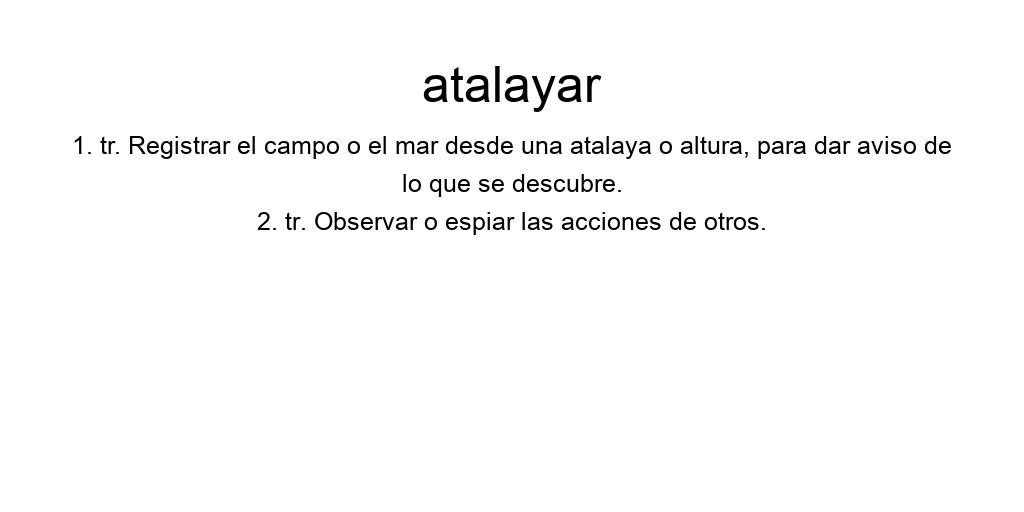 atalayar
1. tr. Registrar el campo o el mar desde una atalaya o altura, para dar aviso de
lo que se descubre.
2. tr. Observar o espiar las acciones de otros.